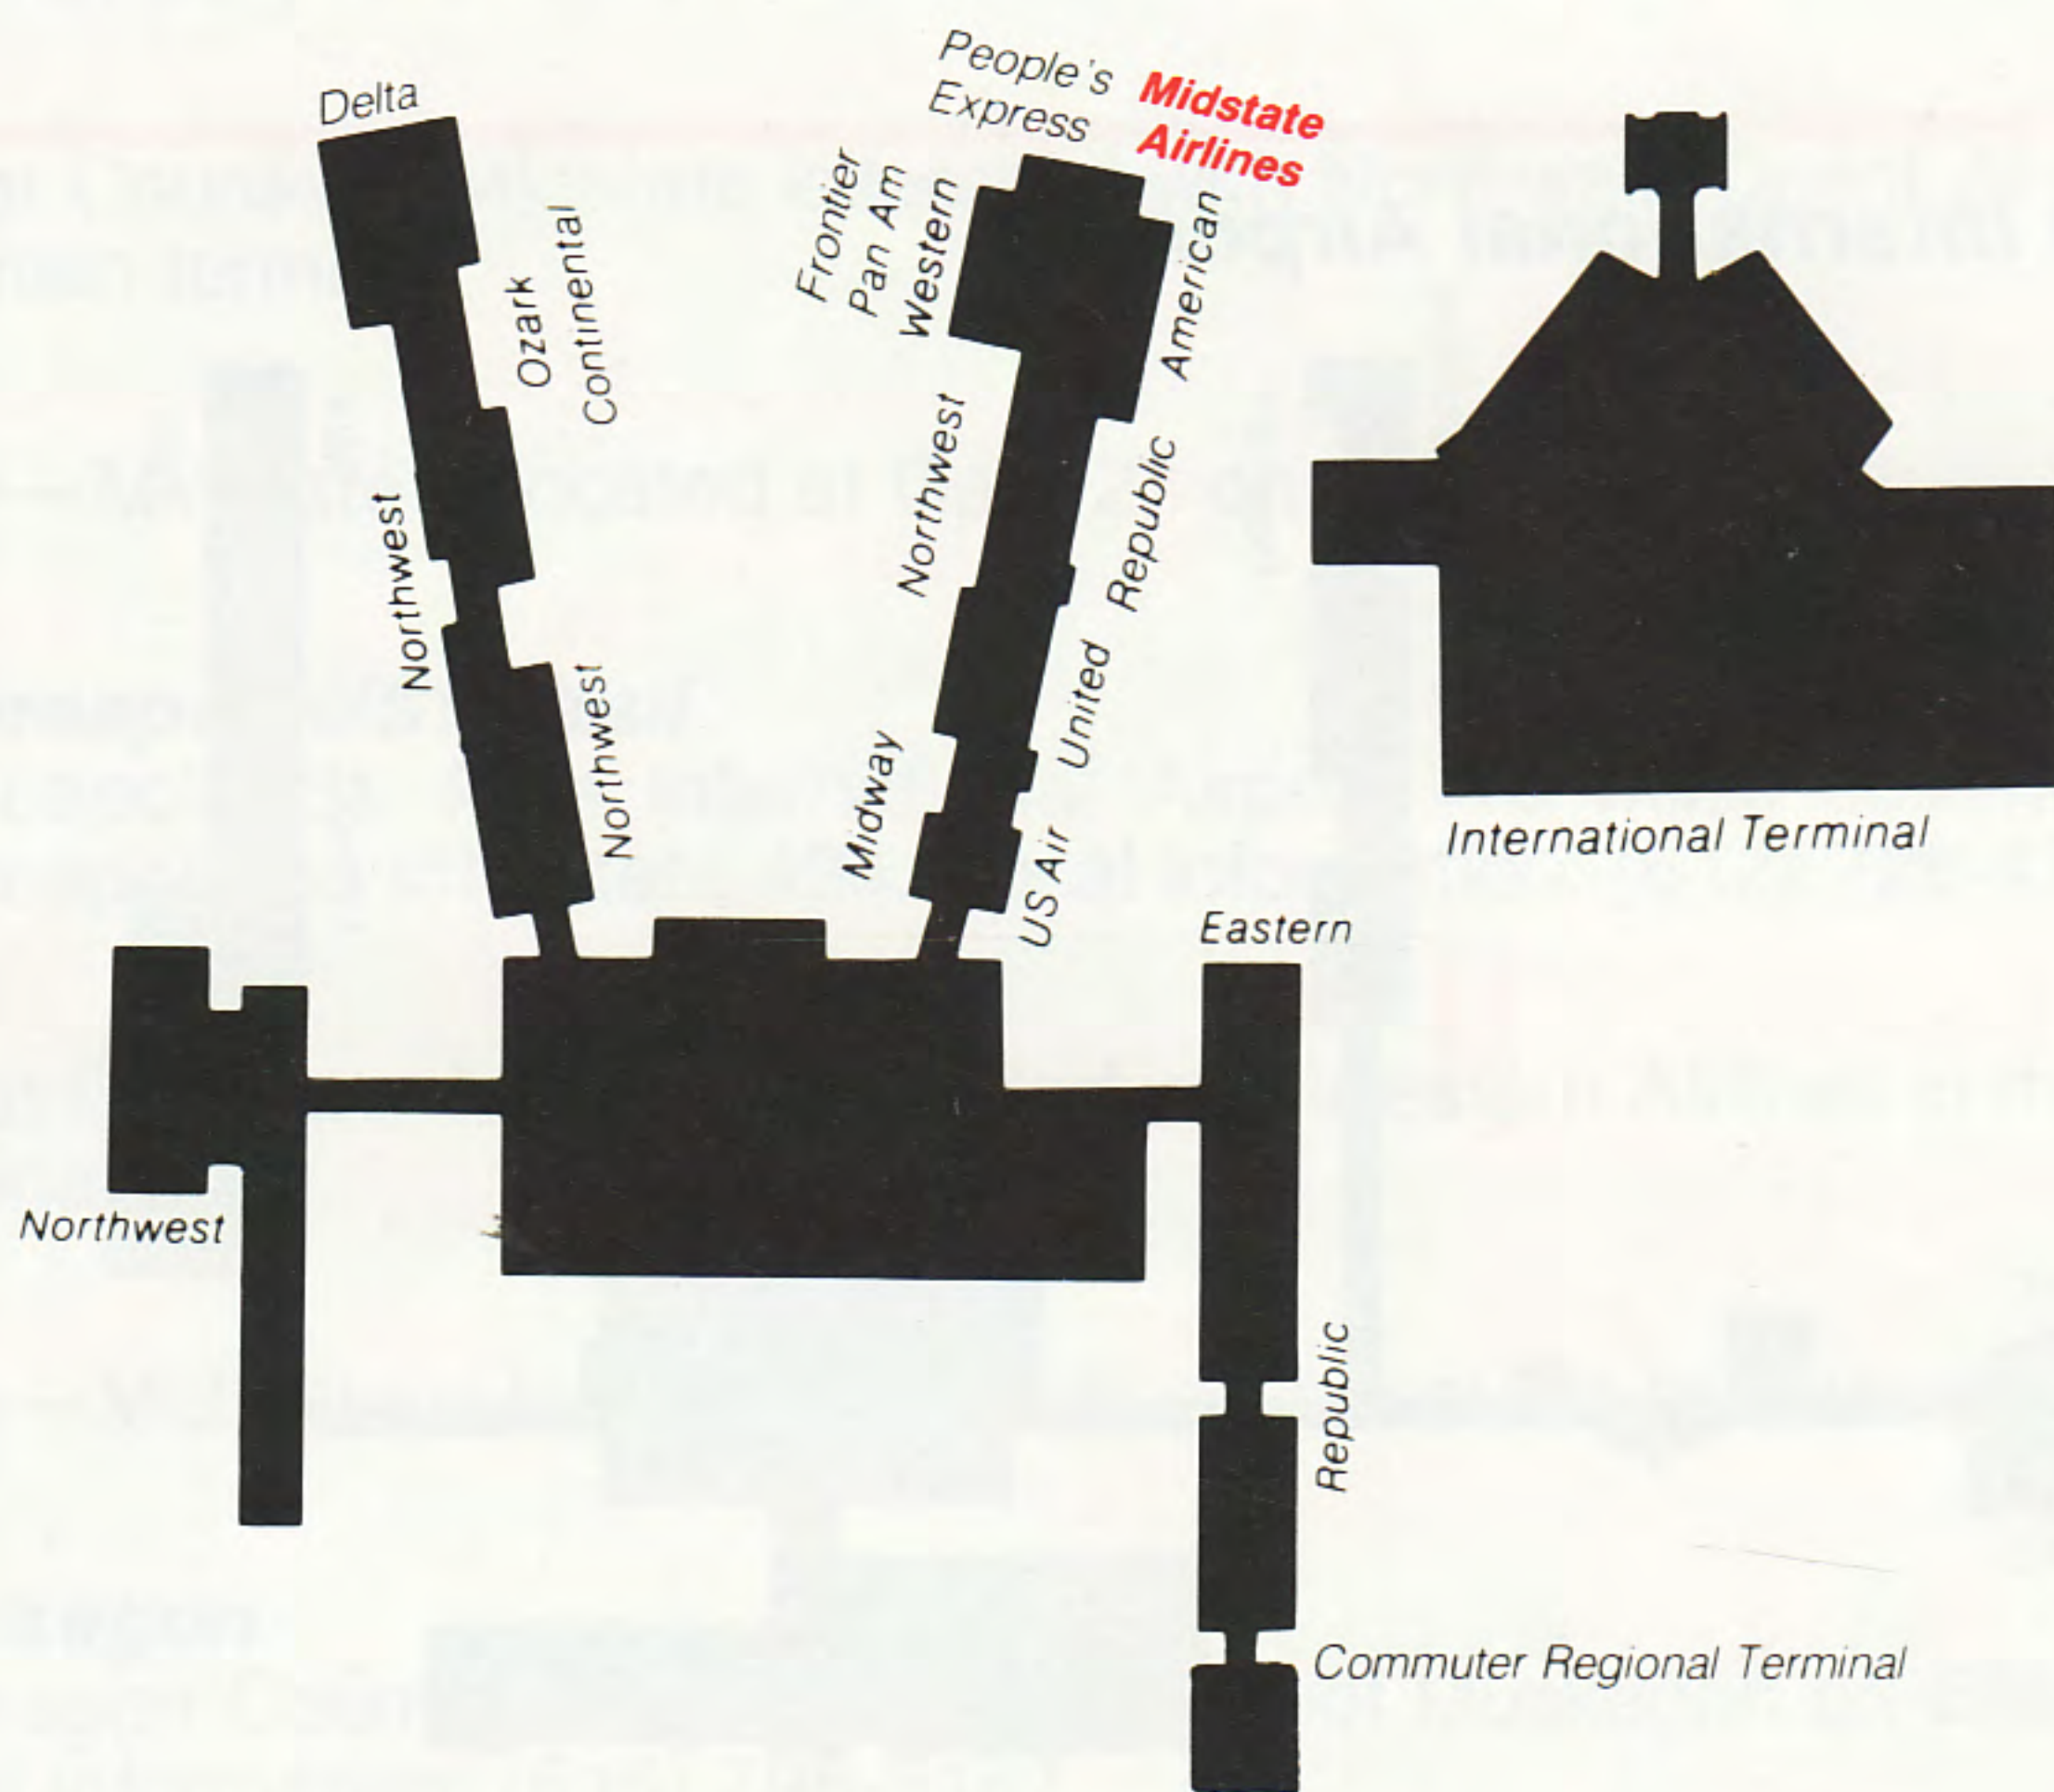 Delta
Ozark
Continental
Northwest
Northwest
People's
Express
Midstate
Airlines
Frontier
Pan Am
Western
American
Northwest
Republic
United
Midway
US Air
International Terminal
Eastern
Northwest
Republic
Commuter Regional Terminal